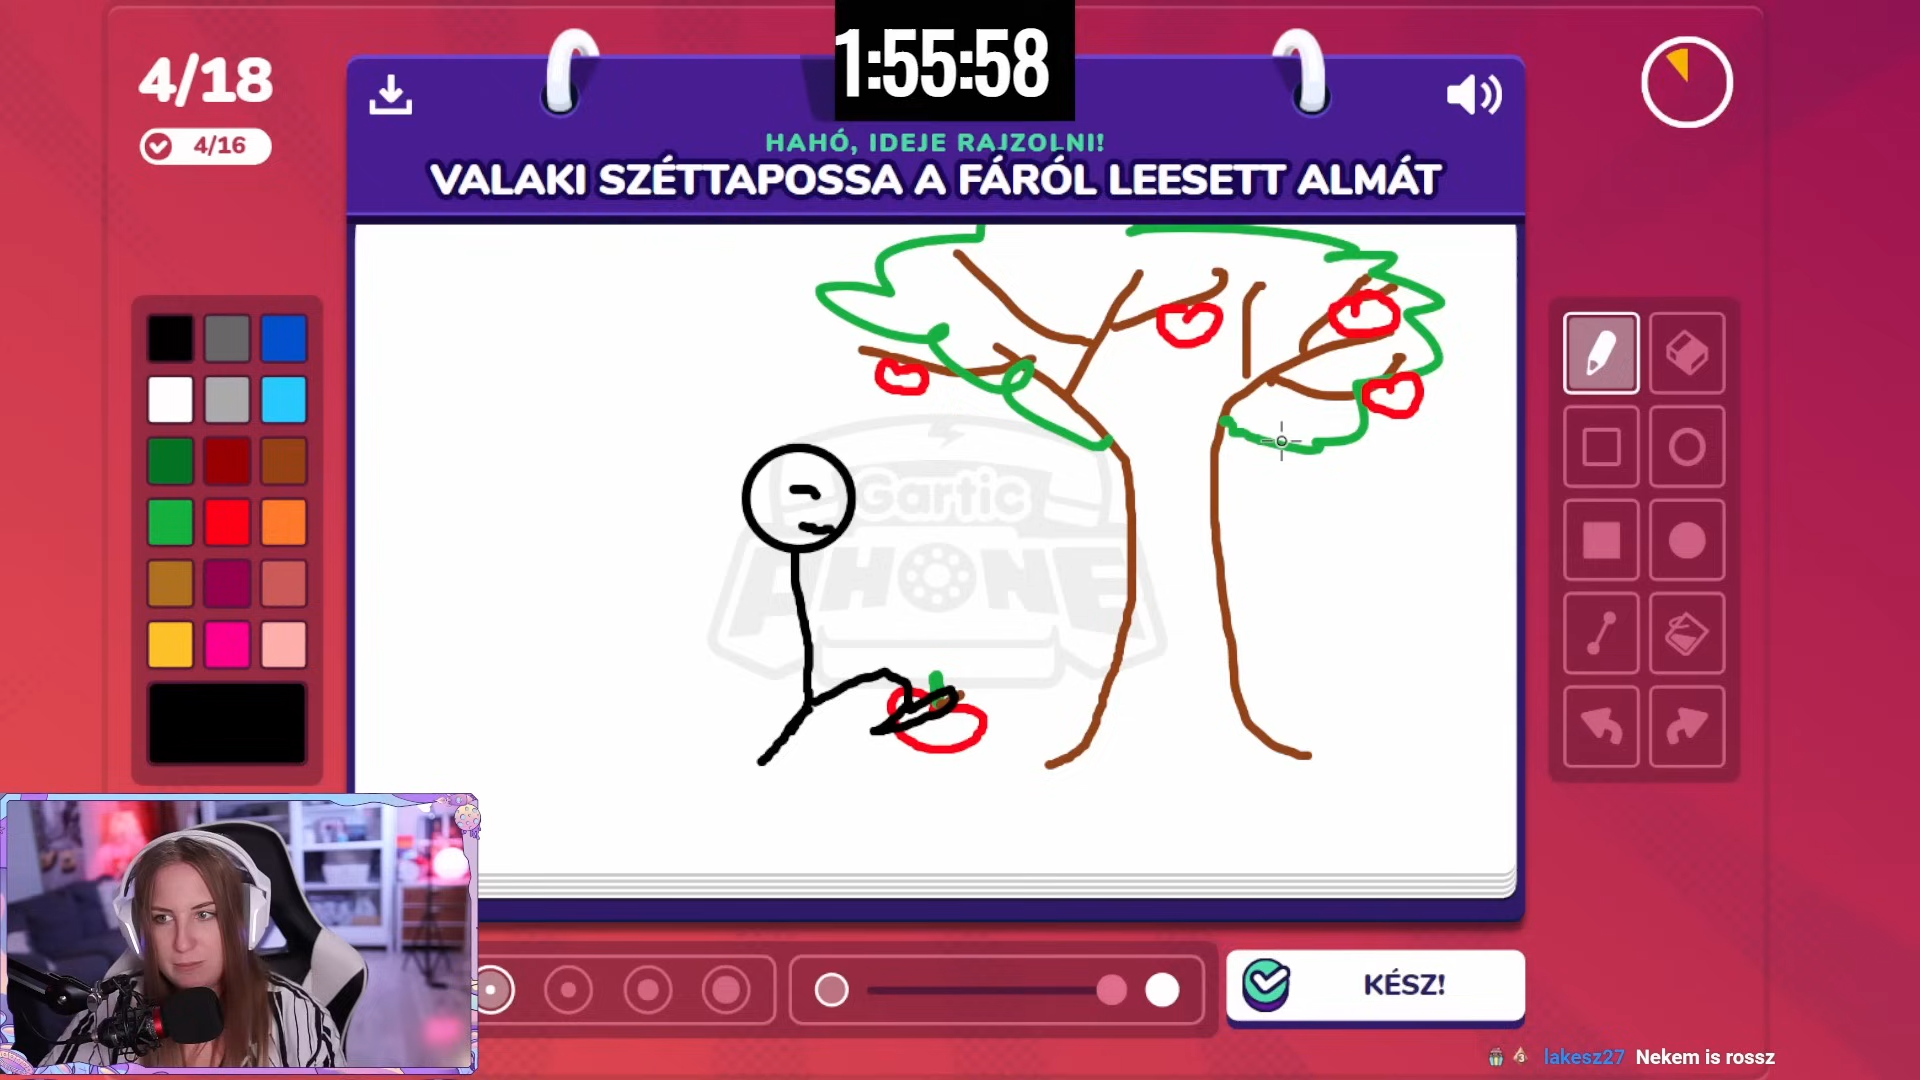 1:55:58
4/18
4/16
HAHÓ, IDEJE RAJZOLNI!
VALAKI SZÉTTAPOSSA A FÁRÓL LEESETT ALMÁT
Gartic
PHONE
KÉSZ!
lakesz27 Nekem is rossz